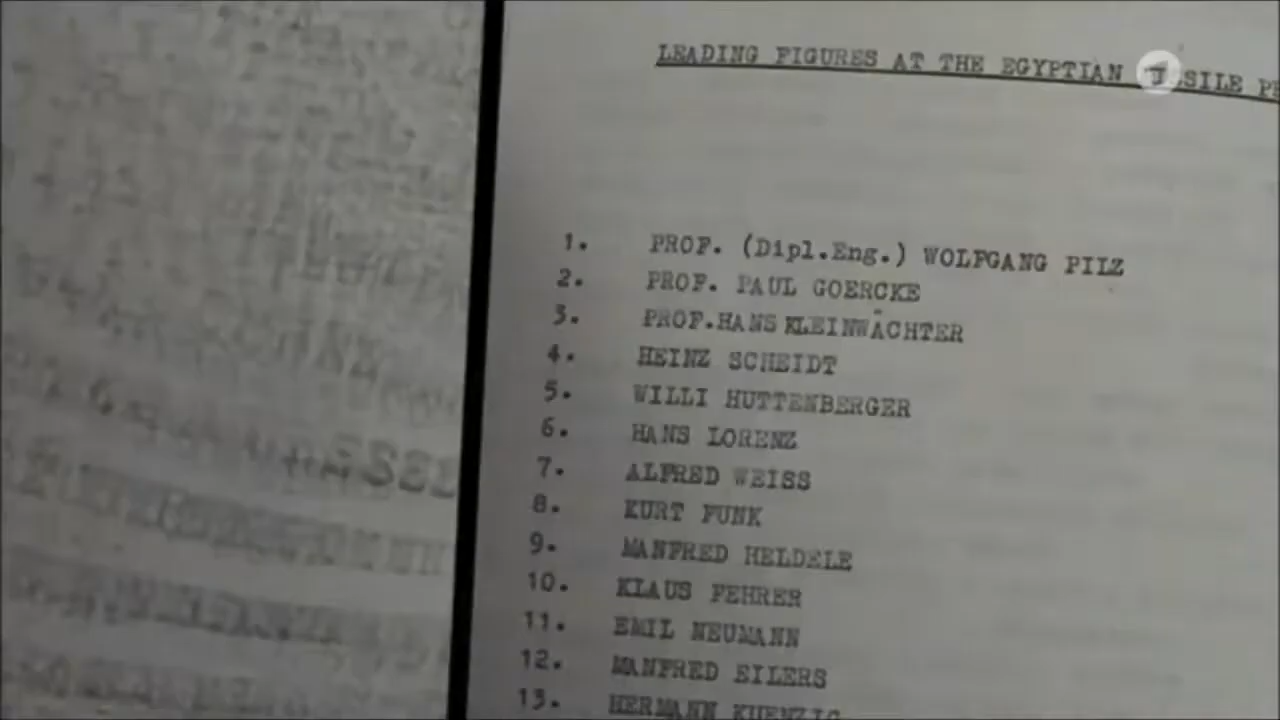 LEADING FIGURES AT THE EGYPTIAN
1. PROF. (Dipl.Eng.) WOLFGANG PILZ
2. PROF. PAUL GOERCKE
3. PROF.HANS KLEINWÄCHTER
4. HEINZ SCHEIDT
5. WILLI HUTTENBERGER
6. HANS LORENZ
7. ALFRED WEISS
8. KURT FUNK
9. MANFRED HELDELE
10. KLAUS FEHRER
11. EMIL NEUMANN
12. MANFRED EILERS
13. HERMANN KUENZIG